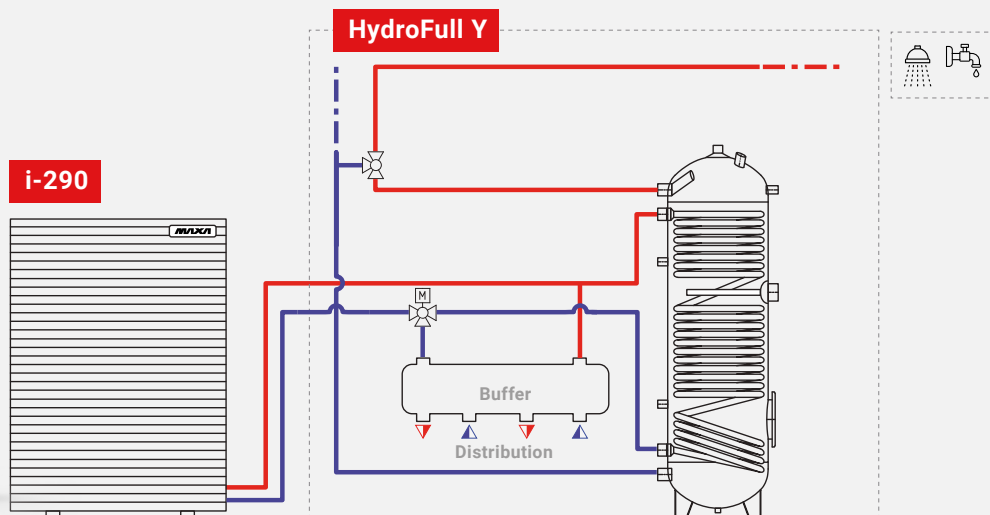 HydroFull Y
i-290
MAXA
M
Buffer
Distribution